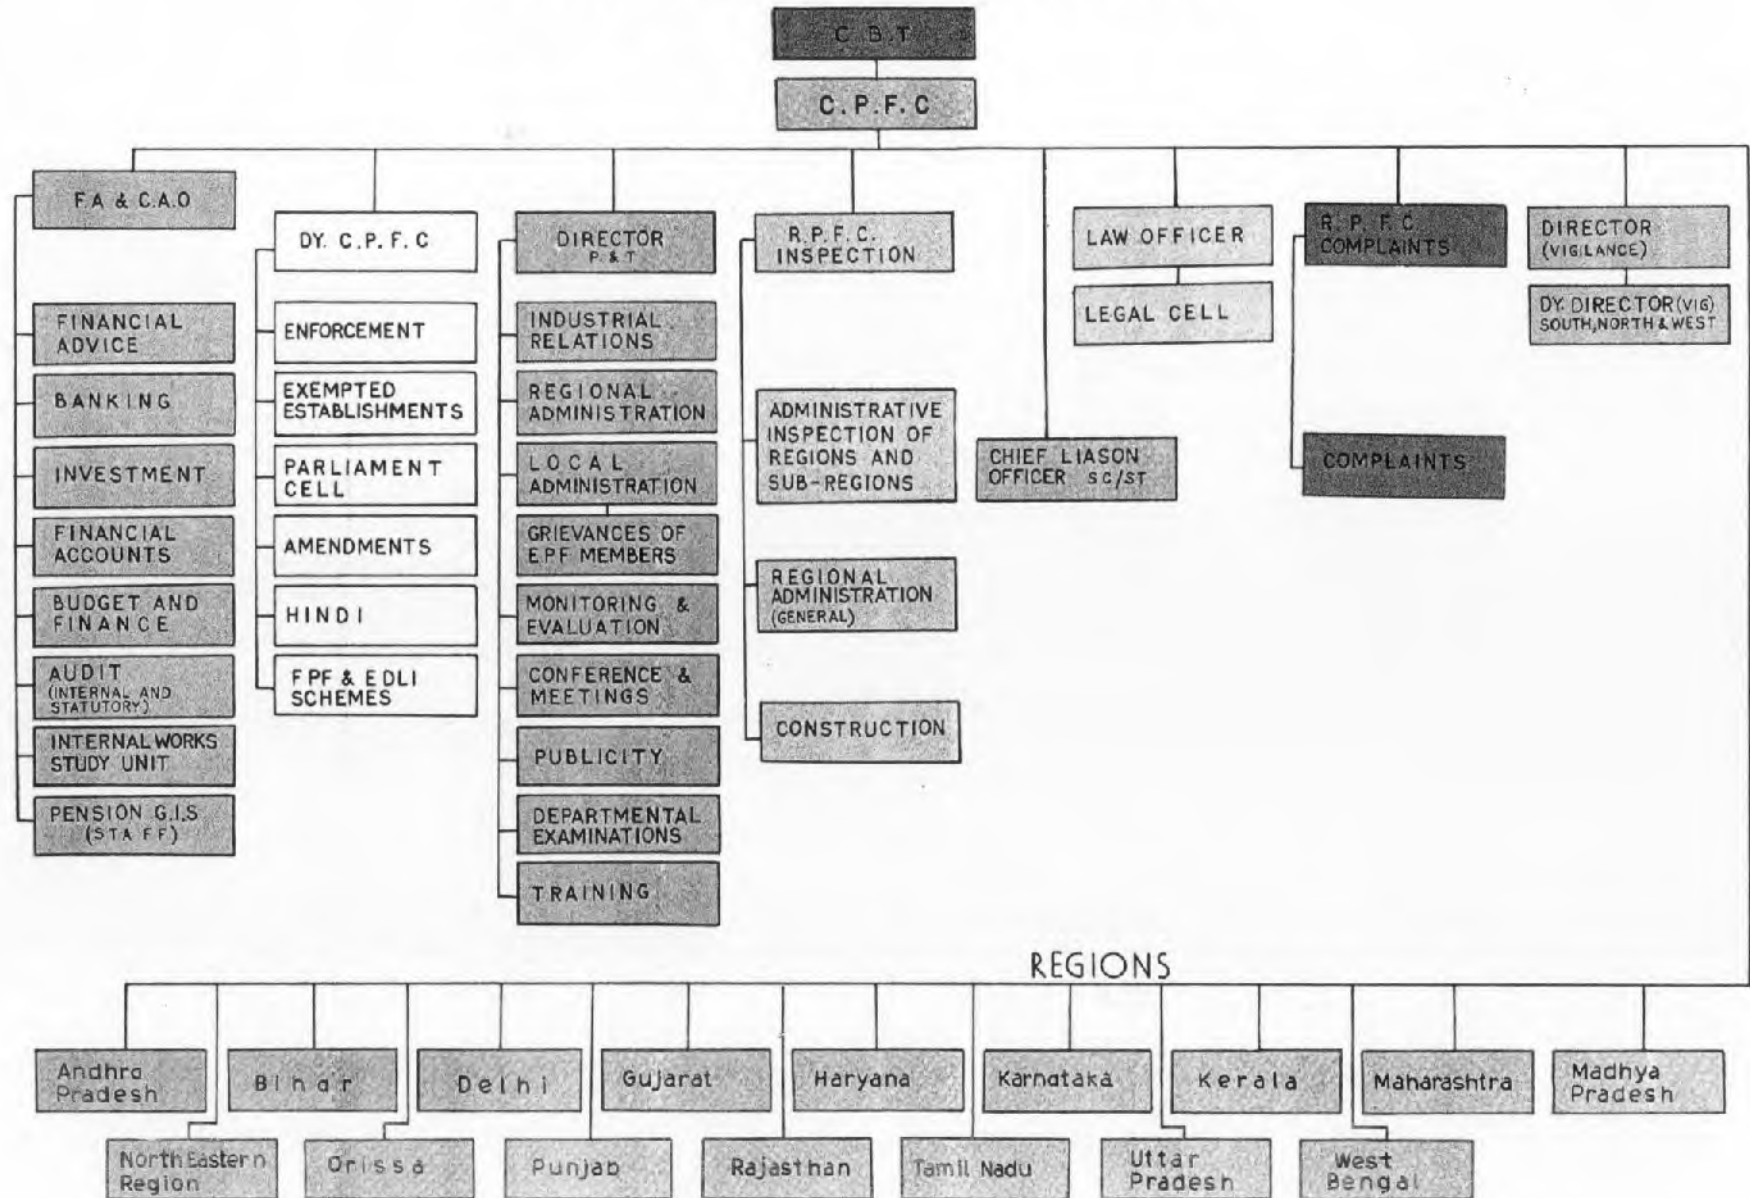 C B.T
C.P.F.C
F.A & C.A.O
FINANCIAL
ADVICE
BANKING
INVESTMENT
FINANCIAL
ACCOUNTS
BUDGET AND
FINANCE
AUDIT
(INTERNAL AND
STATUTORY)
INTERNAL WORKS
STUDY UNIT
PENSION G.I.S
(STAFF)
DY. C.P.F.C
ENFORCEMENT
EXEMPTED
ESTABLISHMENTS
PARLIAMENT
CELL
AMENDMENTS
HINDI
FPF & EDLI
SCHEMES
DIRECTOR
P & T
INDUSTRIAL
RELATIONS
REGIONAL
ADMINISTRATION
LOCAL
ADMINISTRATION
GRIEVANCES OF
EPF MEMBERS
MONITORING &
EVALUATION
CONFERENCE &
MEETINGS
PUBLICITY
DEPARTMENTAL
EXAMINATIONS
TRAINING
R.P.F.C.
INSPECTION
ADMINISTRATIVE
INSPECTION OF
REGIONS AND
SUB-REGIONS
REGIONAL
ADMINISTRATION
(GENERAL)
CONSTRUCTION
CHIEF LIASON
OFFICER SC/ST
LAW OFFICER
LEGAL CELL
R.P.F.C
COMPLAINTS
COMPLAINTS
DIRECTOR
(VIGILANCE)
DY. DIRECTOR (VIG)
SOUTH, NORTH & WEST
REGIONS
Andhra
Pradesh
Bihar
Delhi
Gujarat
Haryana
Karnataka
Kerala
Maharashtra
Madhya
Pradesh
North Eastern
Region
Orissa
Punjab
Rajasthan
Tamil Nadu
Uttar
Pradesh
West
Bengal